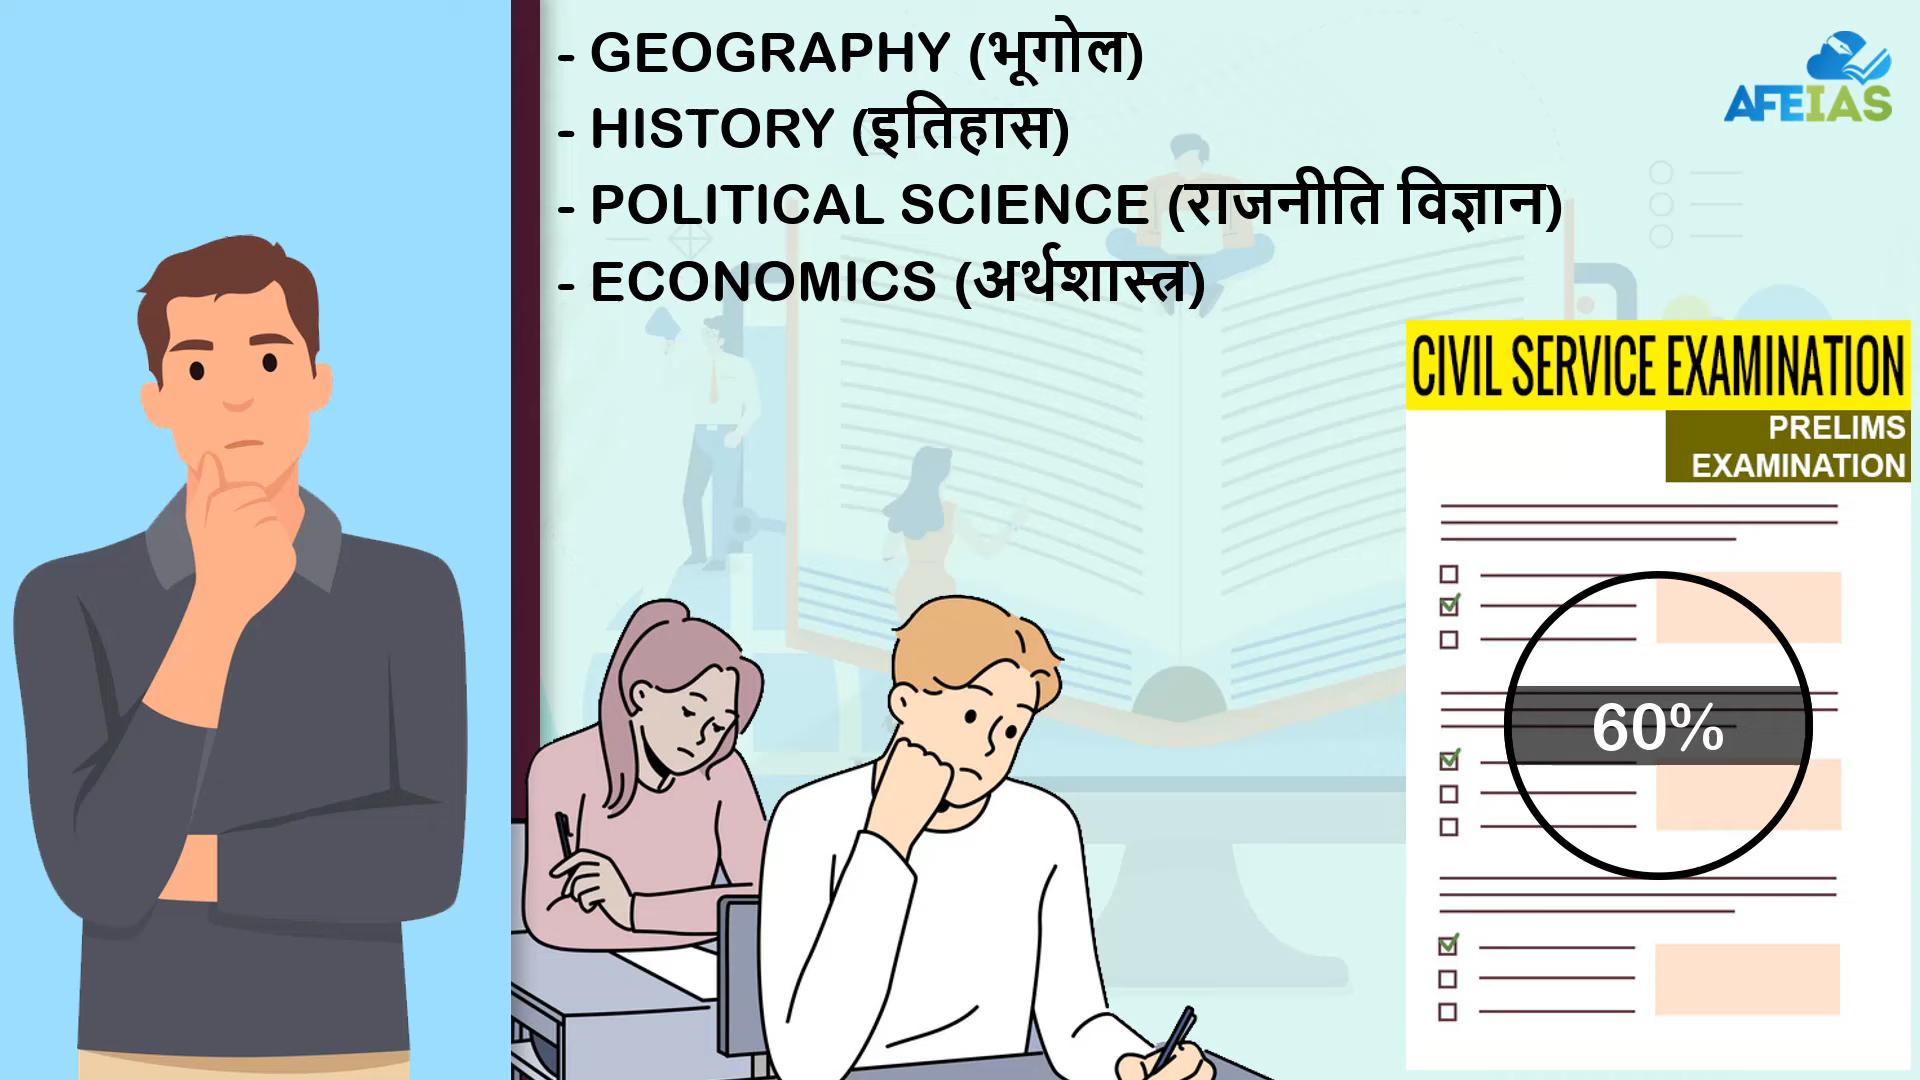 - GEOGRAPHY (भूगोल)
- HISTORY (इतिहास)
- POLITICAL SCIENCE (राजनीति विज्ञान)
- ECONOMICS (अर्थशास्त्र)
AFEIAS
CIVIL SERVICE EXAMINATION
PRELIMS
EXAMINATION
60%